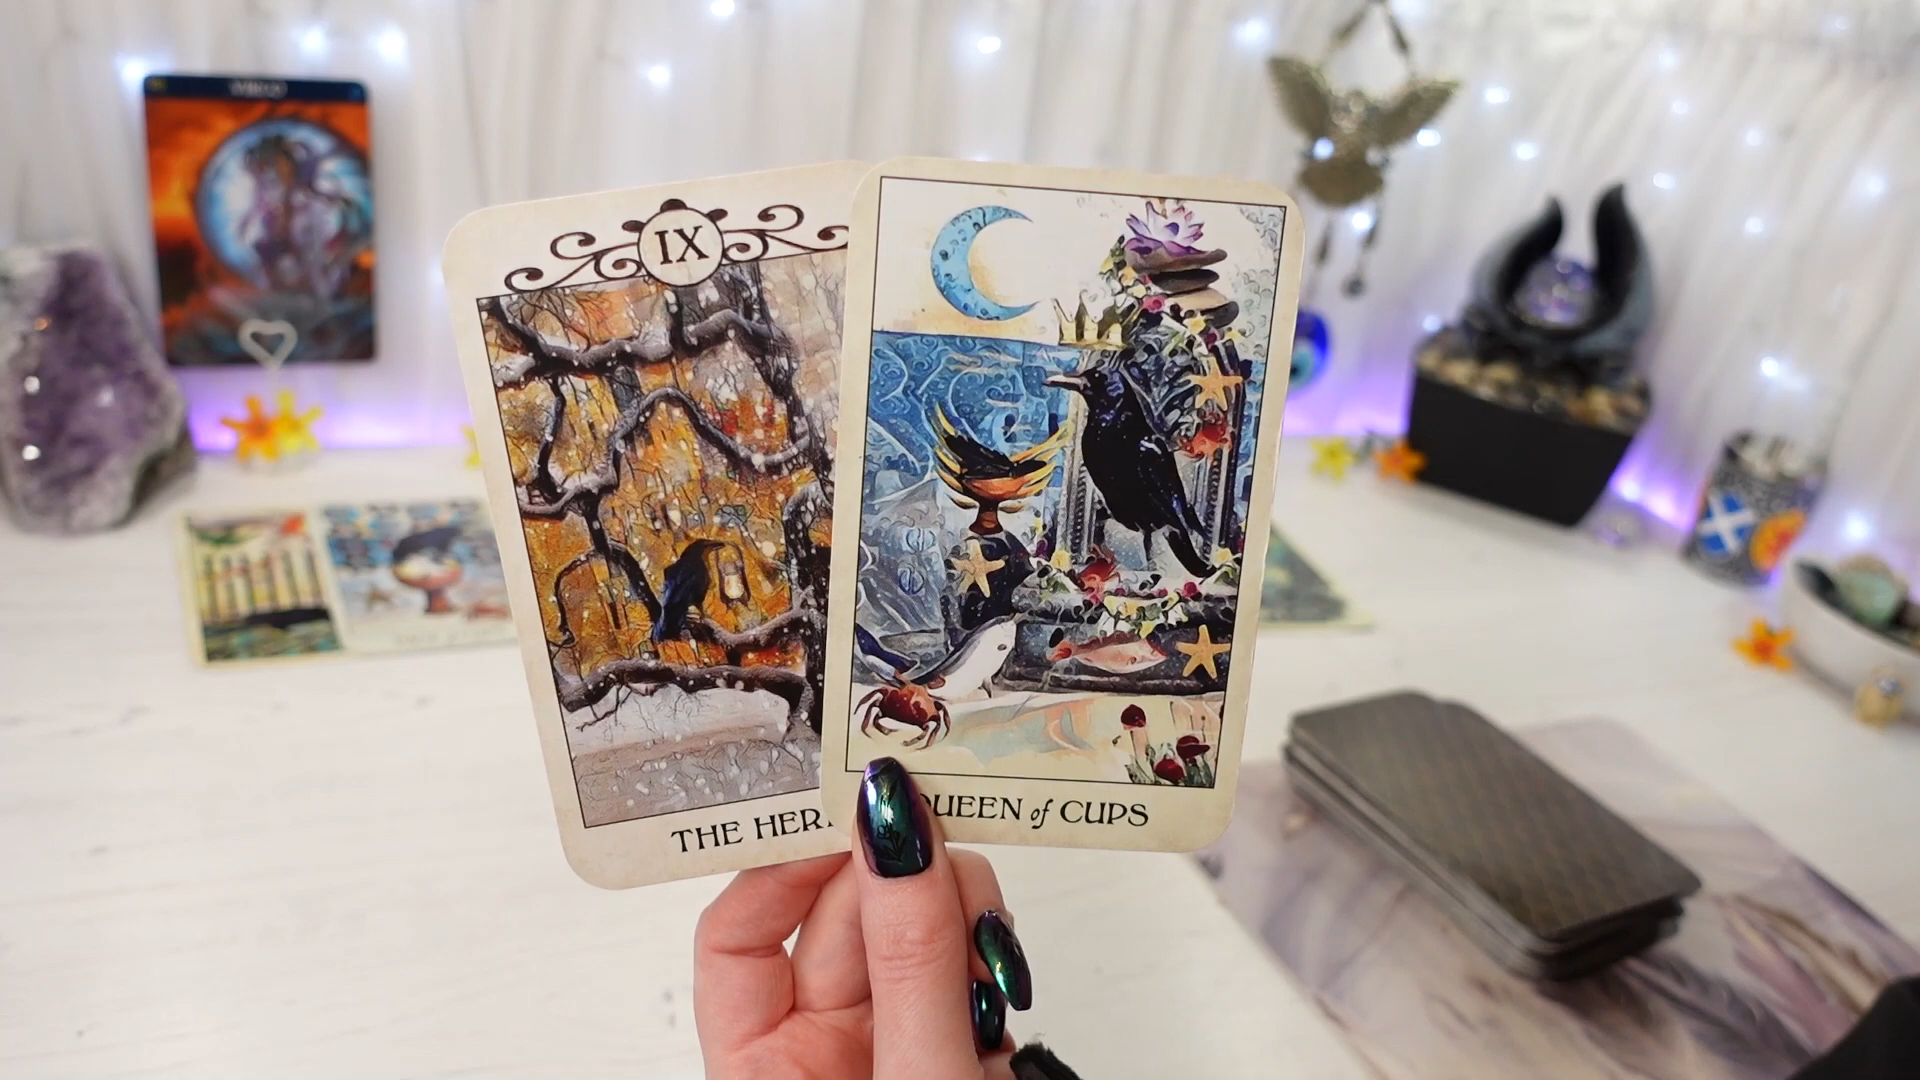 IX
THE HER
QUEEN of CUPS